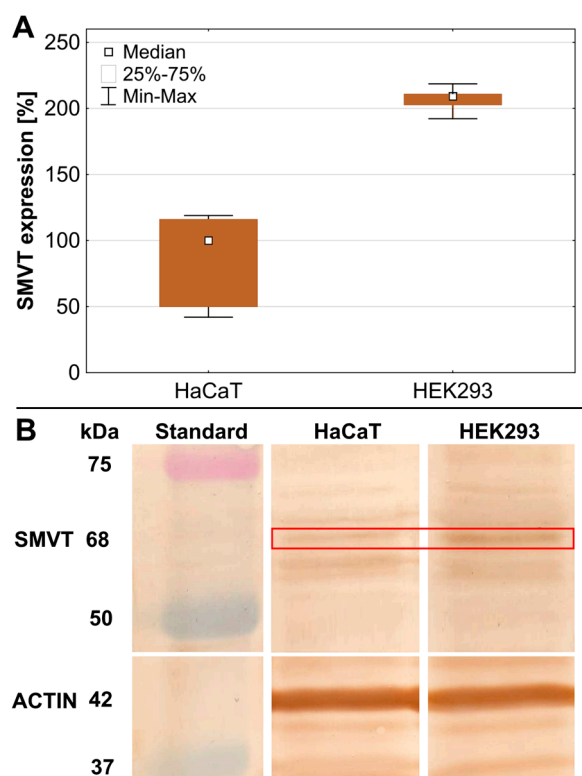 A
SMVT expression [%]
250
200
150
100
50
0
Median
25%-75%
Min-Max
HaCaT HEK293
B kDa Standard HaCaT HEK293
75
SMVT 68
50
ACTIN 42
37